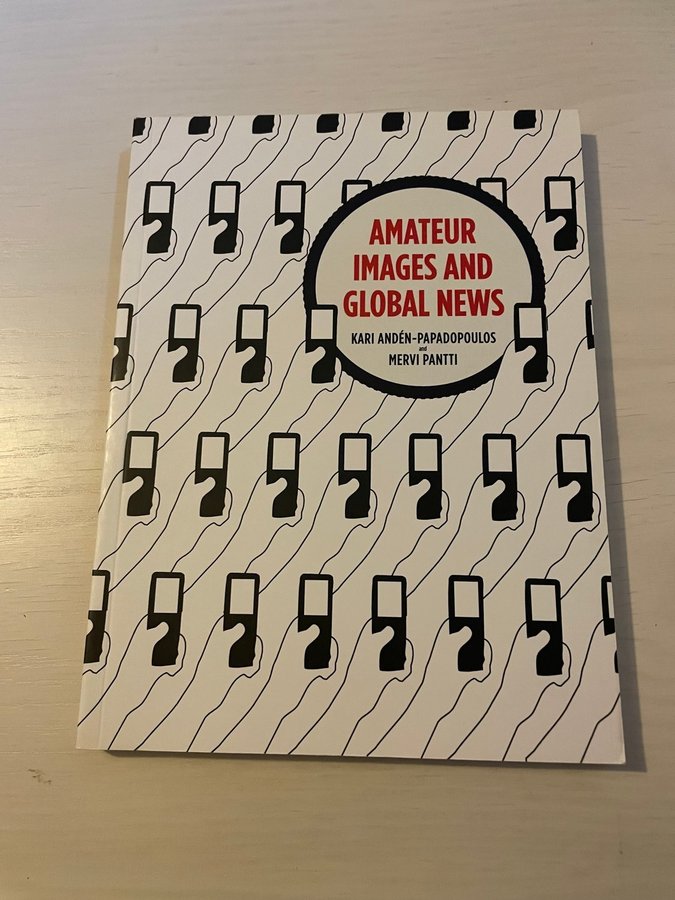 AMATEUR
IMAGES AND
GLOBAL NEWS
KARI ANDÉN-PAPADOPOULOS
and
MERVI PANTTI